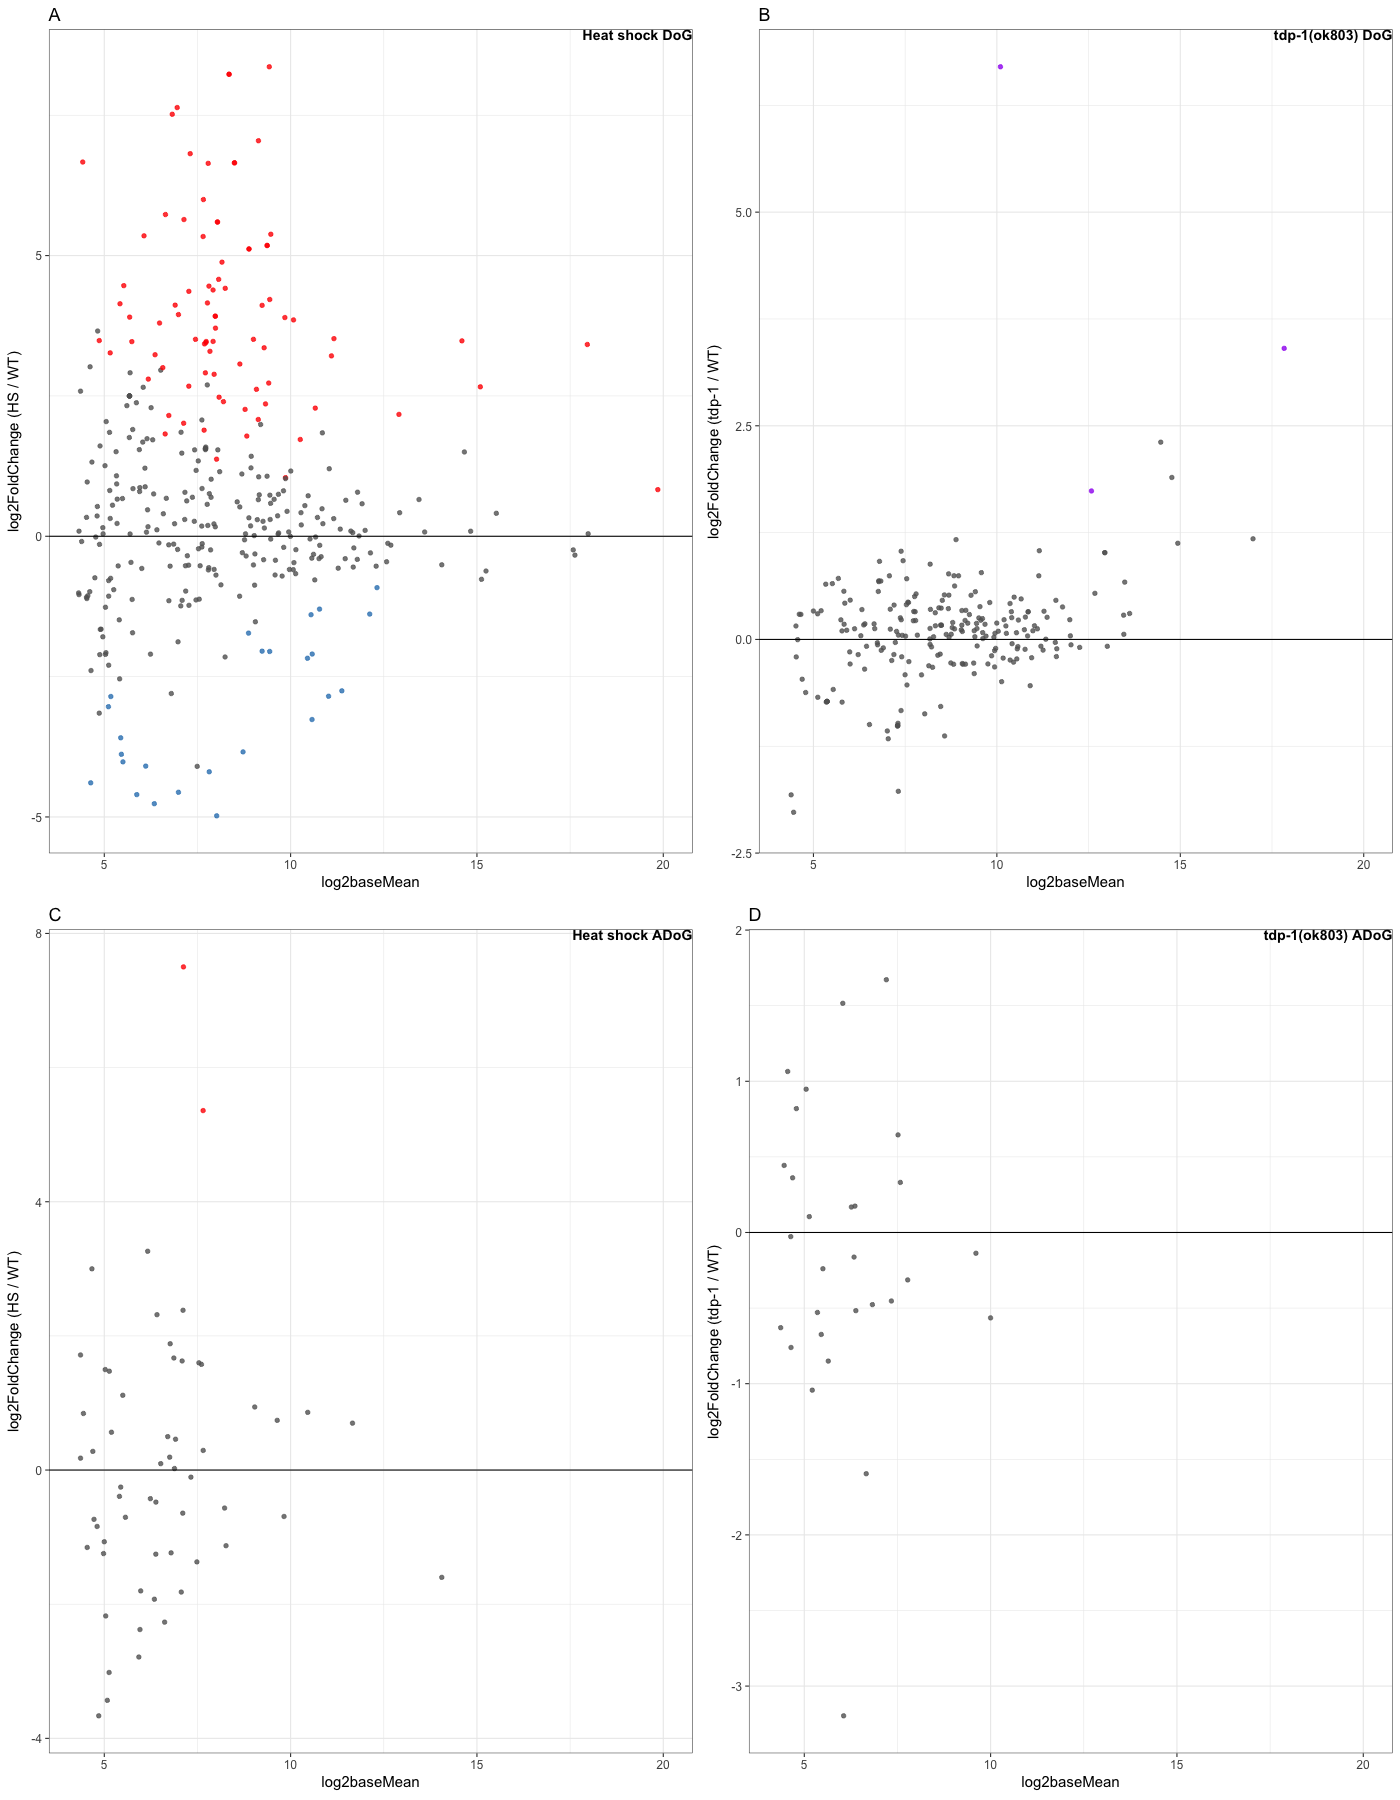 A
Heat shock DoG
log2FoldChange (HS / WT)
5
0
-5
5
10
15
20
log2baseMean
B
tdp-1(ok803) DoG
log2FoldChange (tdp-1 / WT)
5.0
2.5
0.0
-2.5
5
10
15
20
log2baseMean
C
Heat shock ADoG
log2FoldChange (HS / WT)
8
4
0
-4
5
10
15
20
log2baseMean
D
tdp-1(ok803) ADoG
log2FoldChange (tdp-1 / WT)
2
1
0
-1
-2
-3
5
10
15
20
log2baseMean